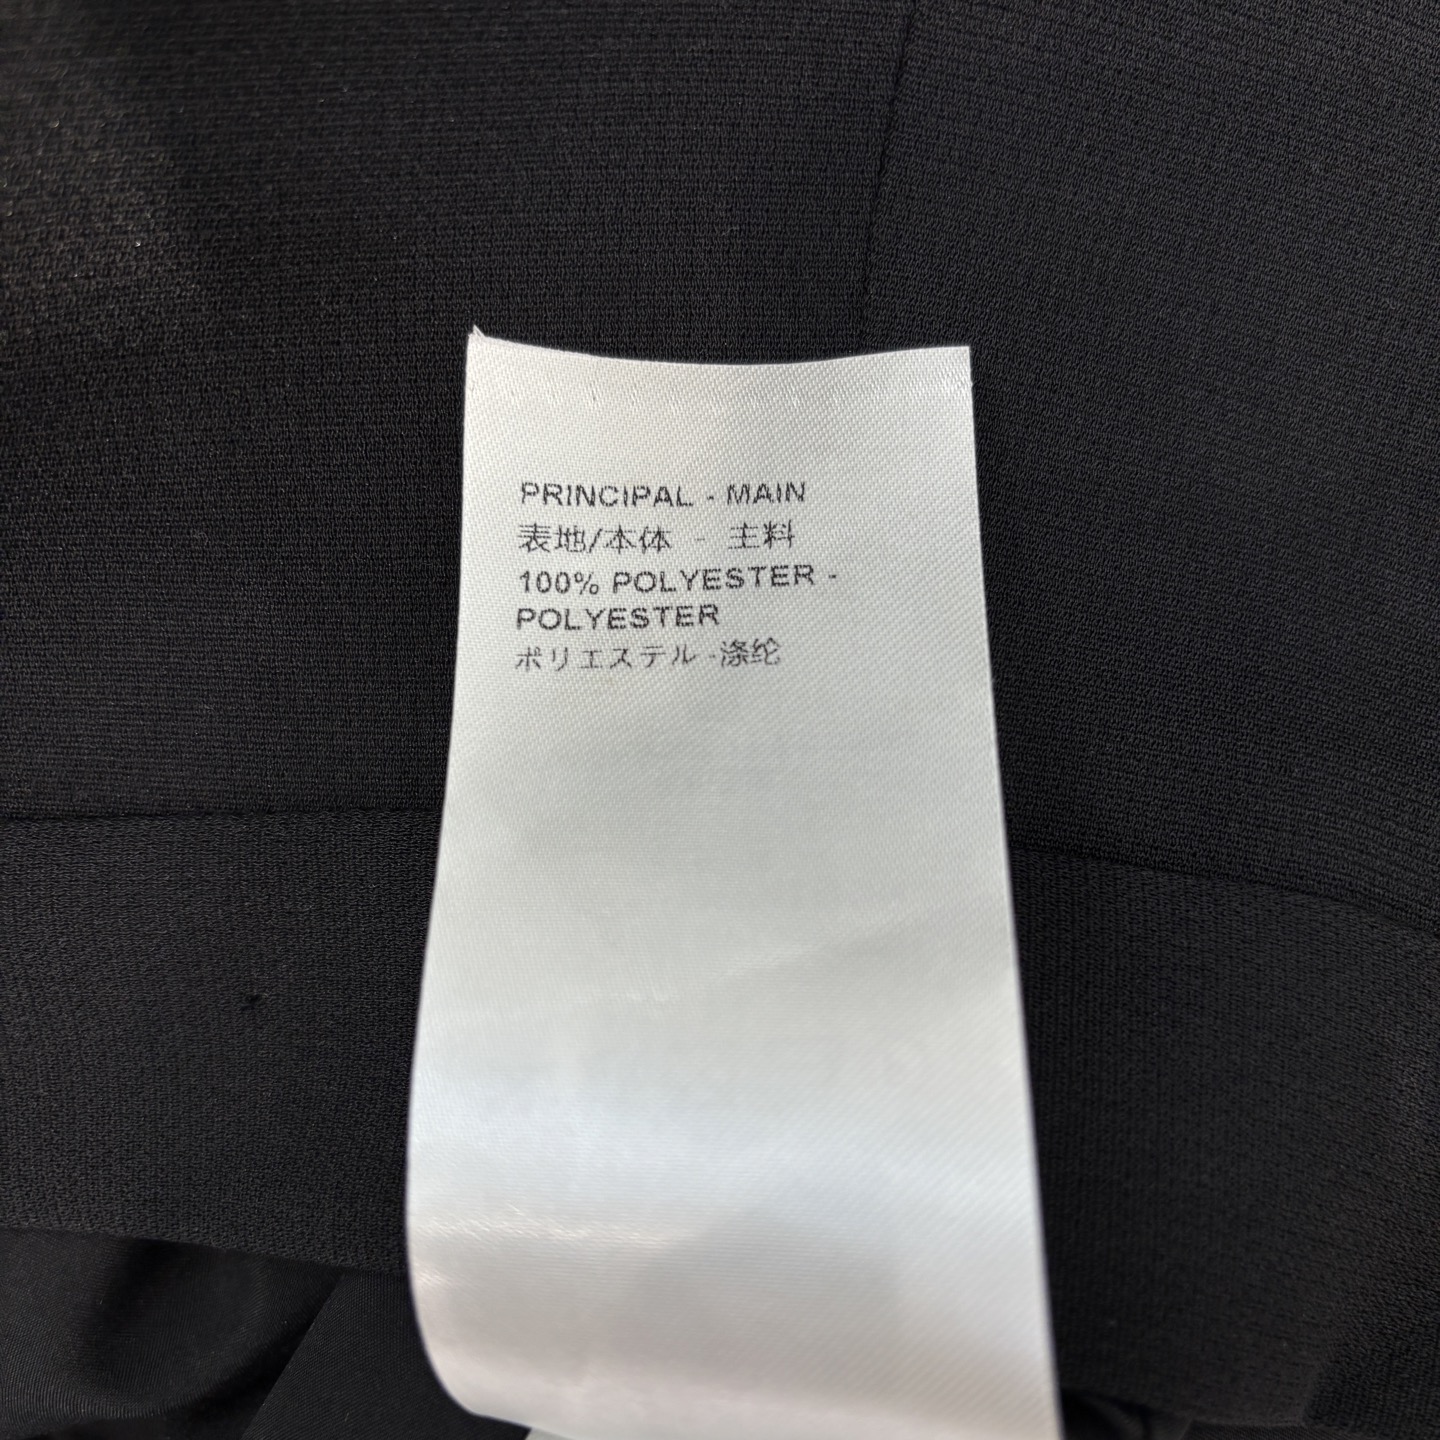 PRINCIPAL - MAIN
表地/本体 - 主料
100% POLYESTER -
POLYESTER
ポリエステル -涤纶